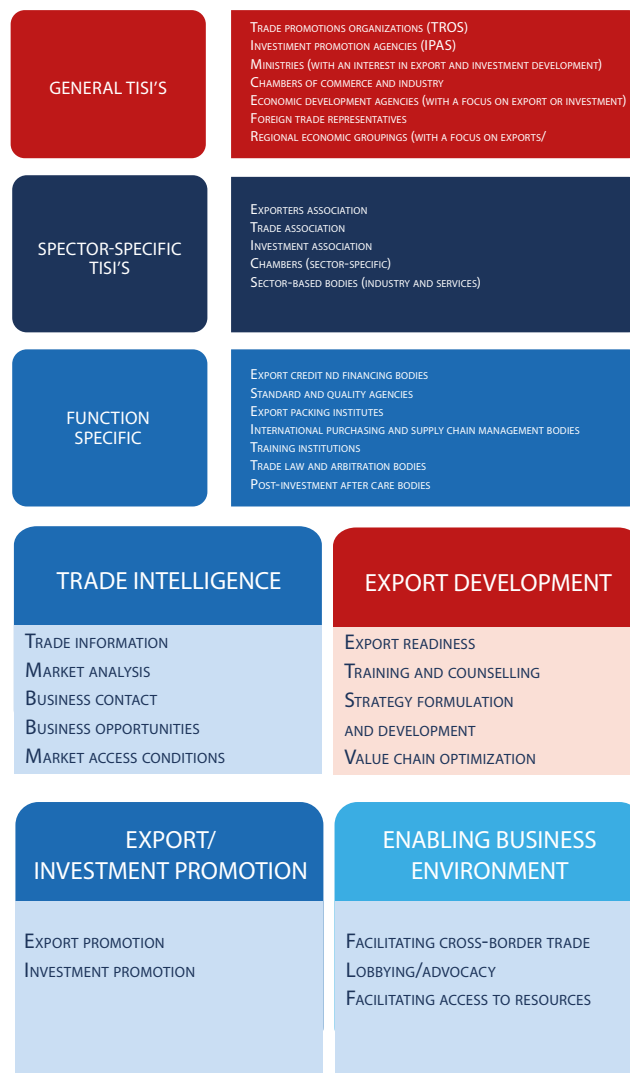 GENERAL TISI'S
Trade promotions organizations (TROS)
Investment promotion agencies (IPAS)
Ministries (with an interest in export and investment development)
Chambers of commerce and industry
Economic development agencies (with a focus on export or investment)
Foreign trade representatives
Regional economic groupings (with a focus on exports/
SPECTOR-SPECIFIC
TISI'S
Exporters association
Trade association
Investment association
Chambers (sector-specific)
Sector-based bodies (industry and services)
FUNCTION
SPECIFIC
Export credit nd financing bodies
Standard and quality agencies
Export packing institutes
International purchasing and supply chain management bodies
Training institutions
Trade law and arbitration bodies
Post-investment after care bodies
TRADE INTELLIGENCE
Trade information
Market analysis
Business contact
Business opportunities
Market access conditions
EXPORT DEVELOPMENT
Export readiness
Training and counselling
Strategy formulation
and development
Value chain optimization
EXPORT/
INVESTMENT PROMOTION
Export promotion
Investment promotion
ENABLING BUSINESS
ENVIRONMENT
Facilitating cross-border trade
Lobbying/advocacy
Facilitating access to resources